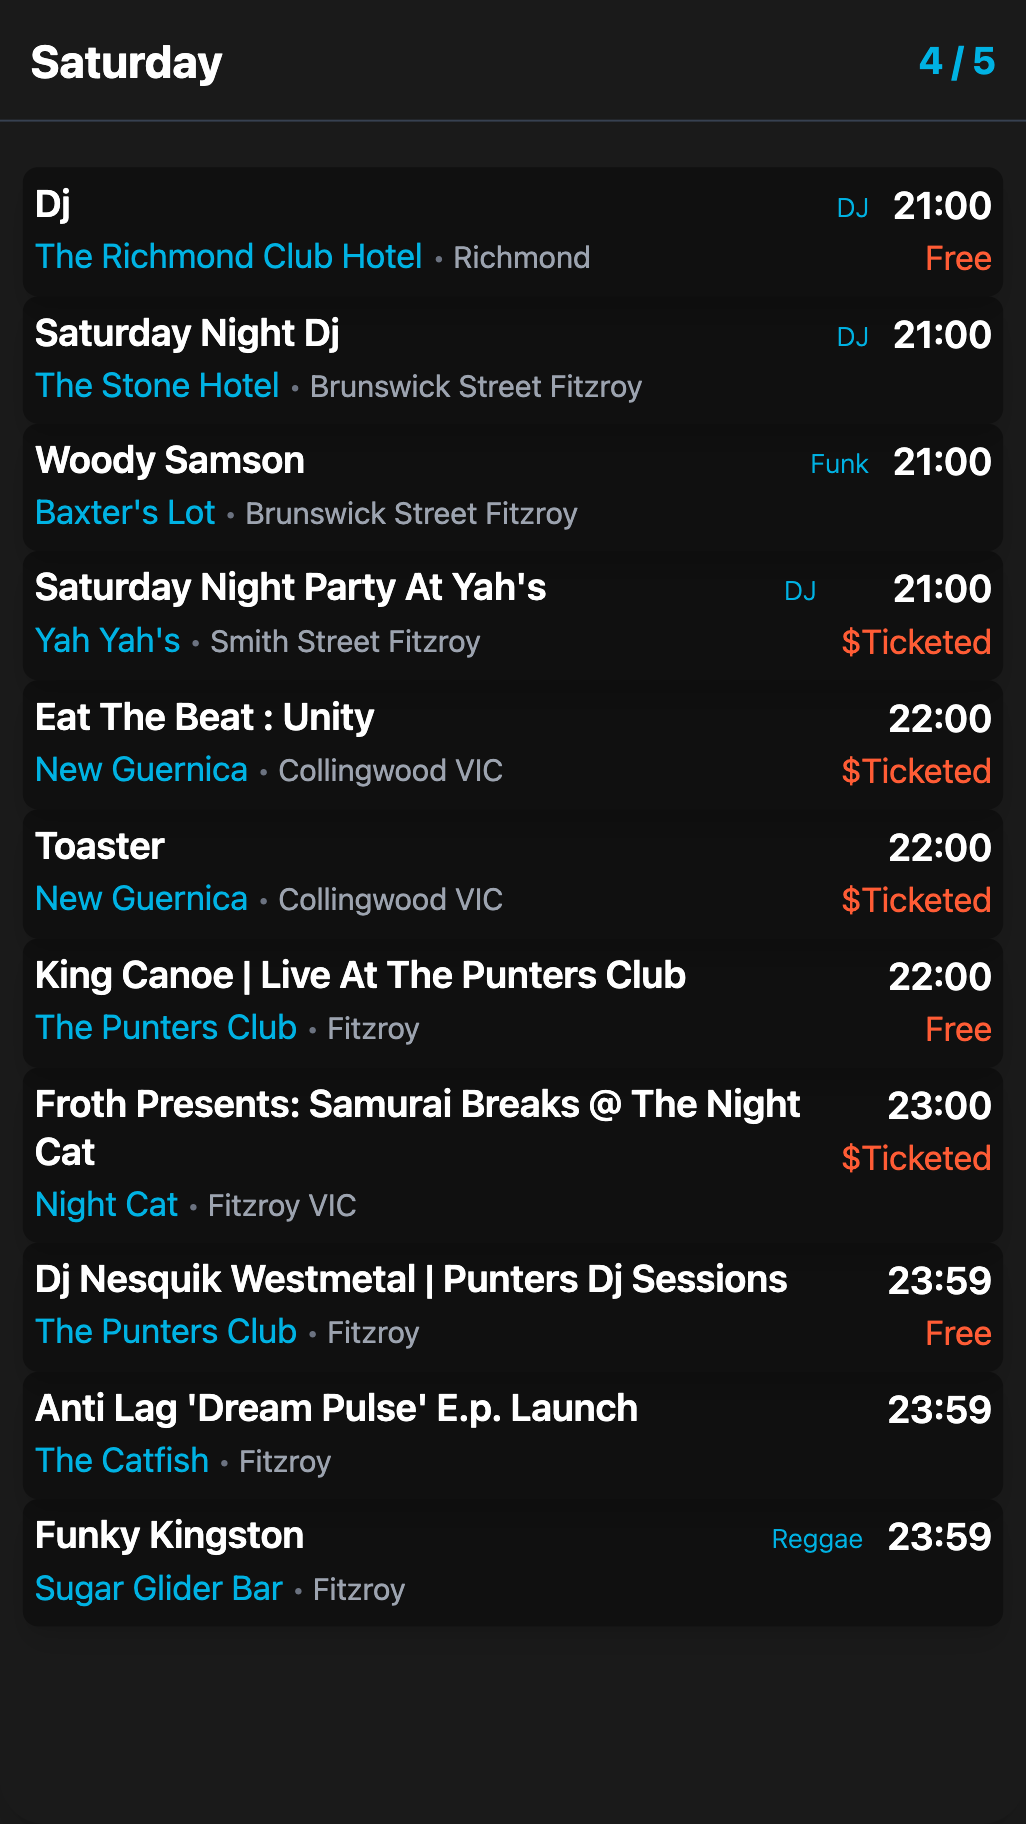 Saturday 4 / 5
Dj DJ 21:00
The Richmond Club Hotel • Richmond Free
Saturday Night Dj DJ 21:00
The Stone Hotel • Brunswick Street Fitzroy
Woody Samson Funk 21:00
Baxter's Lot • Brunswick Street Fitzroy
Saturday Night Party At Yah's DJ 21:00
Yah Yah's • Smith Street Fitzroy $Ticketed
Eat The Beat : Unity 22:00
New Guernica • Collingwood VIC $Ticketed
Toaster 22:00
New Guernica • Collingwood VIC $Ticketed
King Canoe | Live At The Punters Club 22:00
The Punters Club • Fitzroy Free
Froth Presents: Samurai Breaks @ The Night 23:00
Cat $Ticketed
Night Cat • Fitzroy VIC
Dj Nesquik Westmetal | Punters Dj Sessions 23:59
The Punters Club • Fitzroy Free
Anti Lag 'Dream Pulse' E.p. Launch 23:59
The Catfish • Fitzroy
Funky Kingston Reggae 23:59
Sugar Glider Bar • Fitzroy